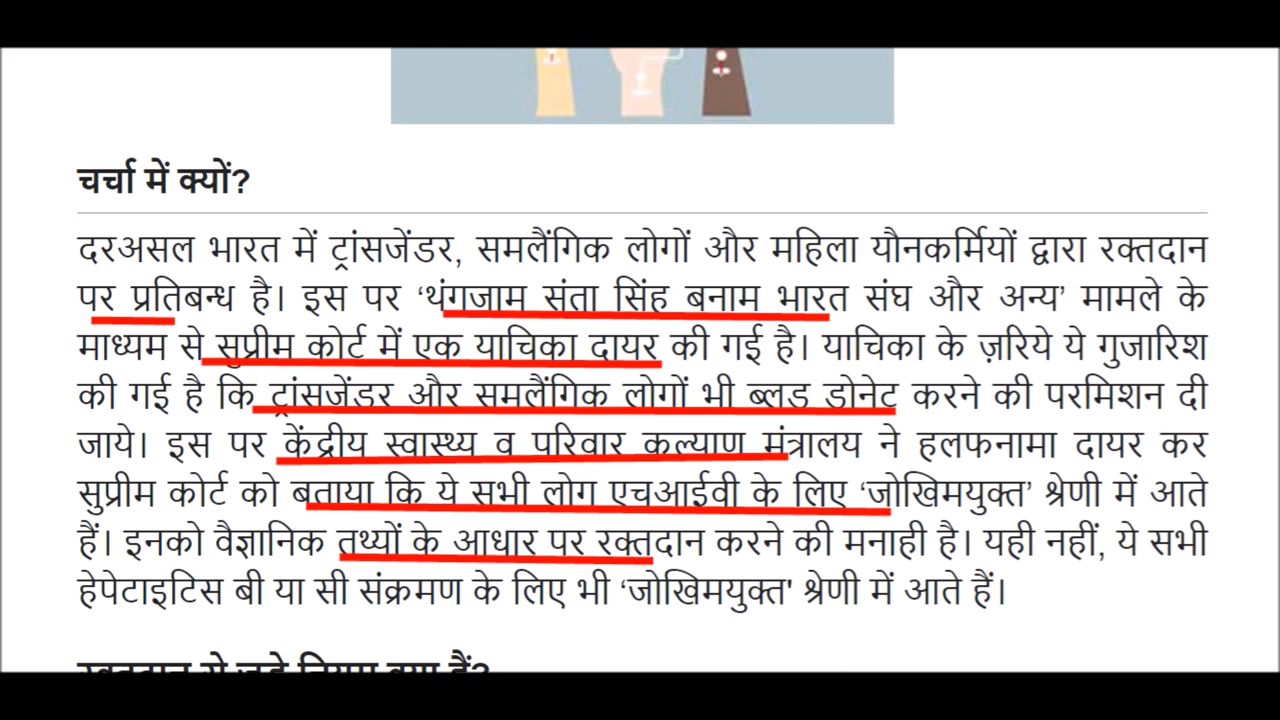 चर्चा में क्यों?
दरअसल भारत में ट्रांसजेंडर, समलैंगिक लोगों और महिला यौनकर्मियों द्वारा रक्तदान
पर प्रतिबन्ध है। इस पर ‘थंगजाम संता सिंह बनाम भारत संघ और अन्य’ मामले के
माध्यम से सुप्रीम कोर्ट में एक याचिका दायर की गई है। याचिका के ज़रिये ये गुजारिश
की गई है कि ट्रांसजेंडर और समलैंगिक लोगों भी ब्लड डोनेट करने की परमिशन दी
जाये। इस पर केंद्रीय स्वास्थ्य व परिवार कल्याण मंत्रालय ने हलफनामा दायर कर
सुप्रीम कोर्ट को बताया कि ये सभी लोग एचआईवी के लिए ‘जोखिमयुक्त’ श्रेणी में आते
हैं। इनको वैज्ञानिक तथ्यों के आधार पर रक्तदान करने की मनाही है। यही नहीं, ये सभी
हेपेटाइटिस बी या सी संक्रमण के लिए भी ‘जोखिमयुक्त' श्रेणी में आते हैं।
रक्तदान से जुड़े नियम क्या हैं?